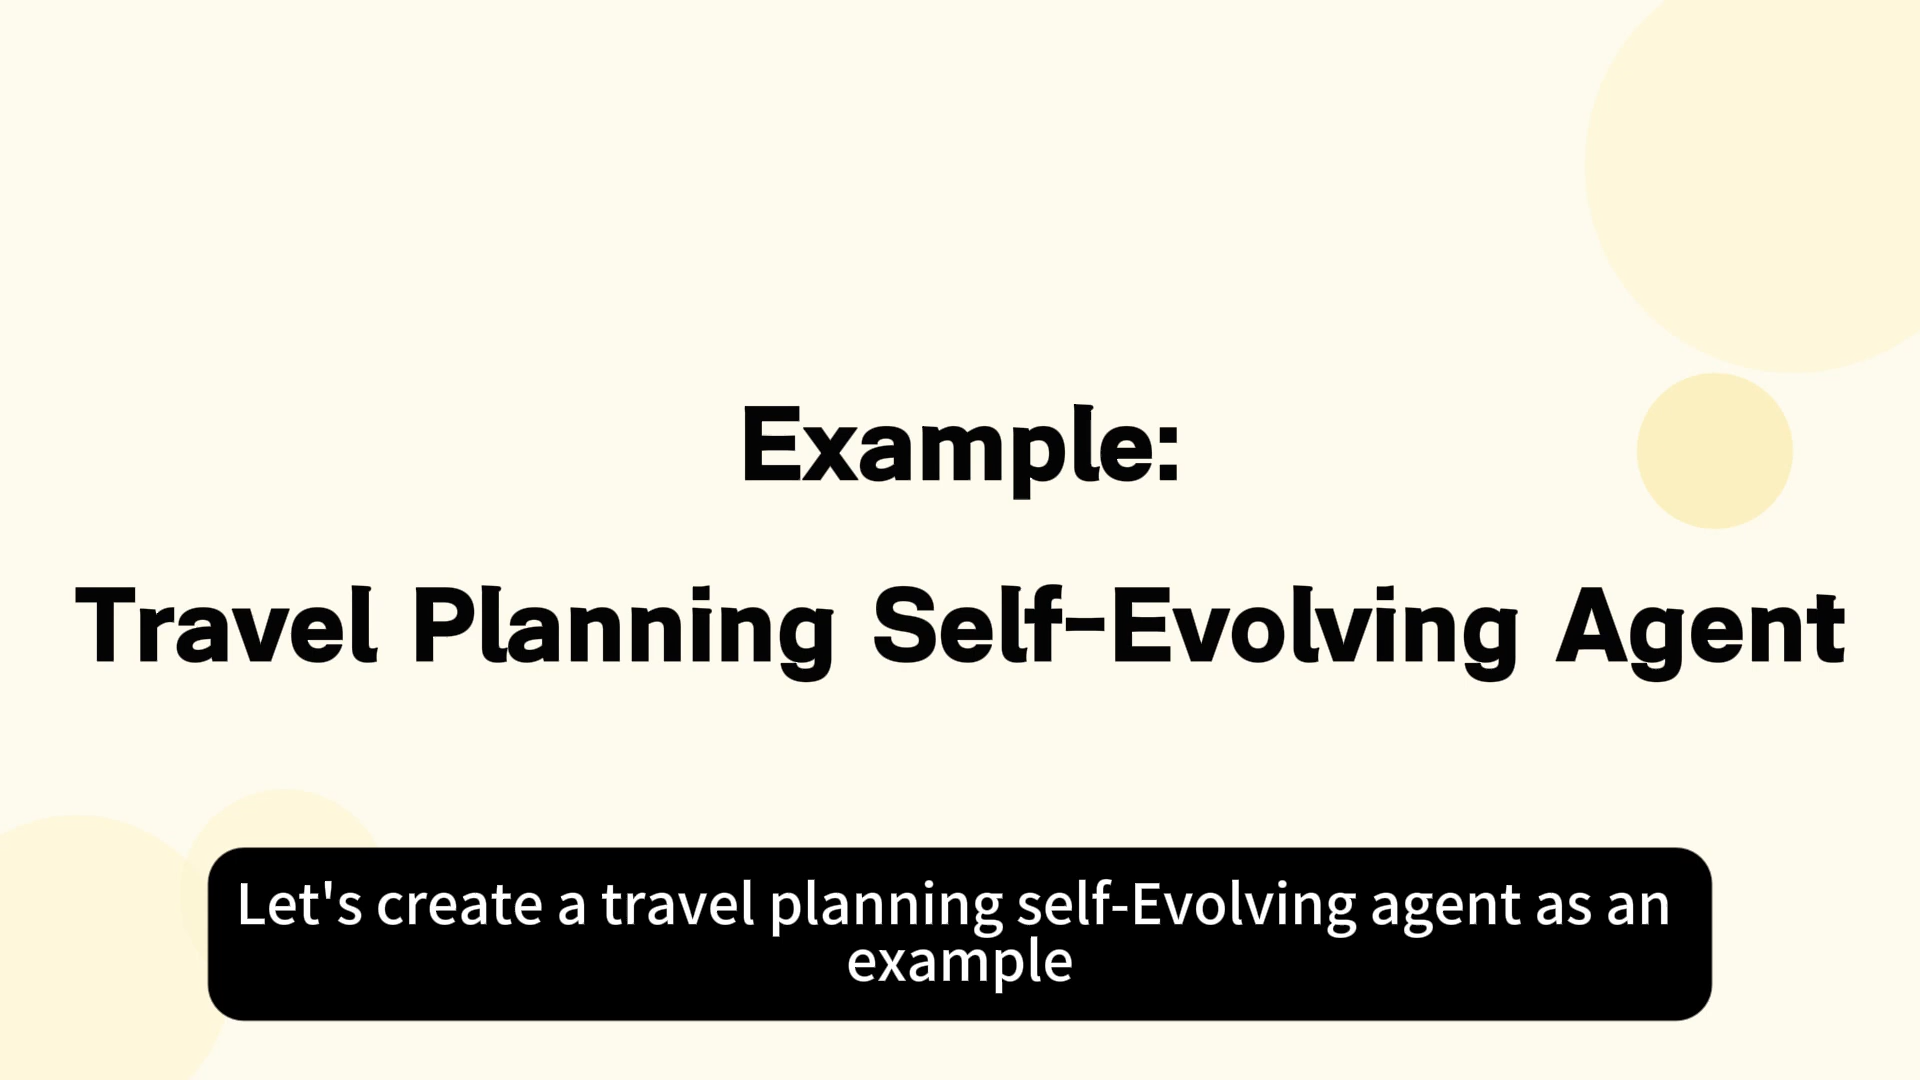 Example:
Travel Planning Self-Evolving Agent
Let's create a travel planning self-Evolving agent as an
example